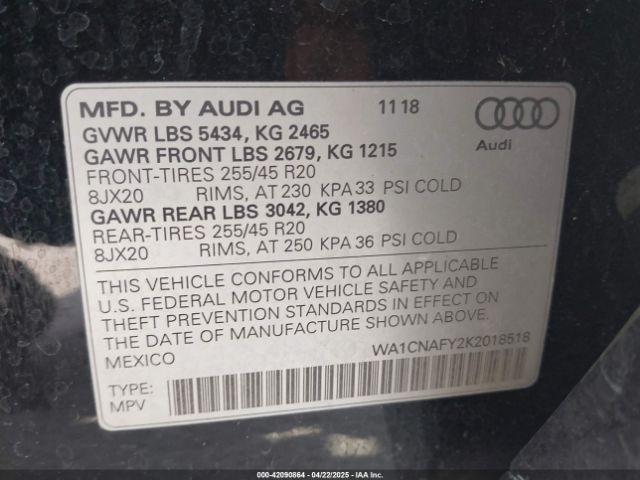 MFD. BY AUDI AG 11 18
GVWR LBS 5434, KG 2465
GAWR FRONT LBS 2679, KG 1215
FRONT-TIRES 255/45 R20
8JX20 RIMS, AT 230 KPA 33 PSI COLD
GAWR REAR LBS 3042, KG 1380
REAR-TIRES 255/45 R20
8JX20 RIMS, AT 250 KPA 36 PSI COLD
Audi
THIS VEHICLE CONFORMS TO ALL APPLICABLE
U.S. FEDERAL MOTOR VEHICLE SAFETY AND
THEFT PREVENTION STANDARDS IN EFFECT ON
THE DATE OF MANUFACTURE SHOWN ABOVE.
MEXICO WA1CNAFY2K2018518
TYPE:
MPV
000-42090864 - 04/22/2025 - IAA Inc.